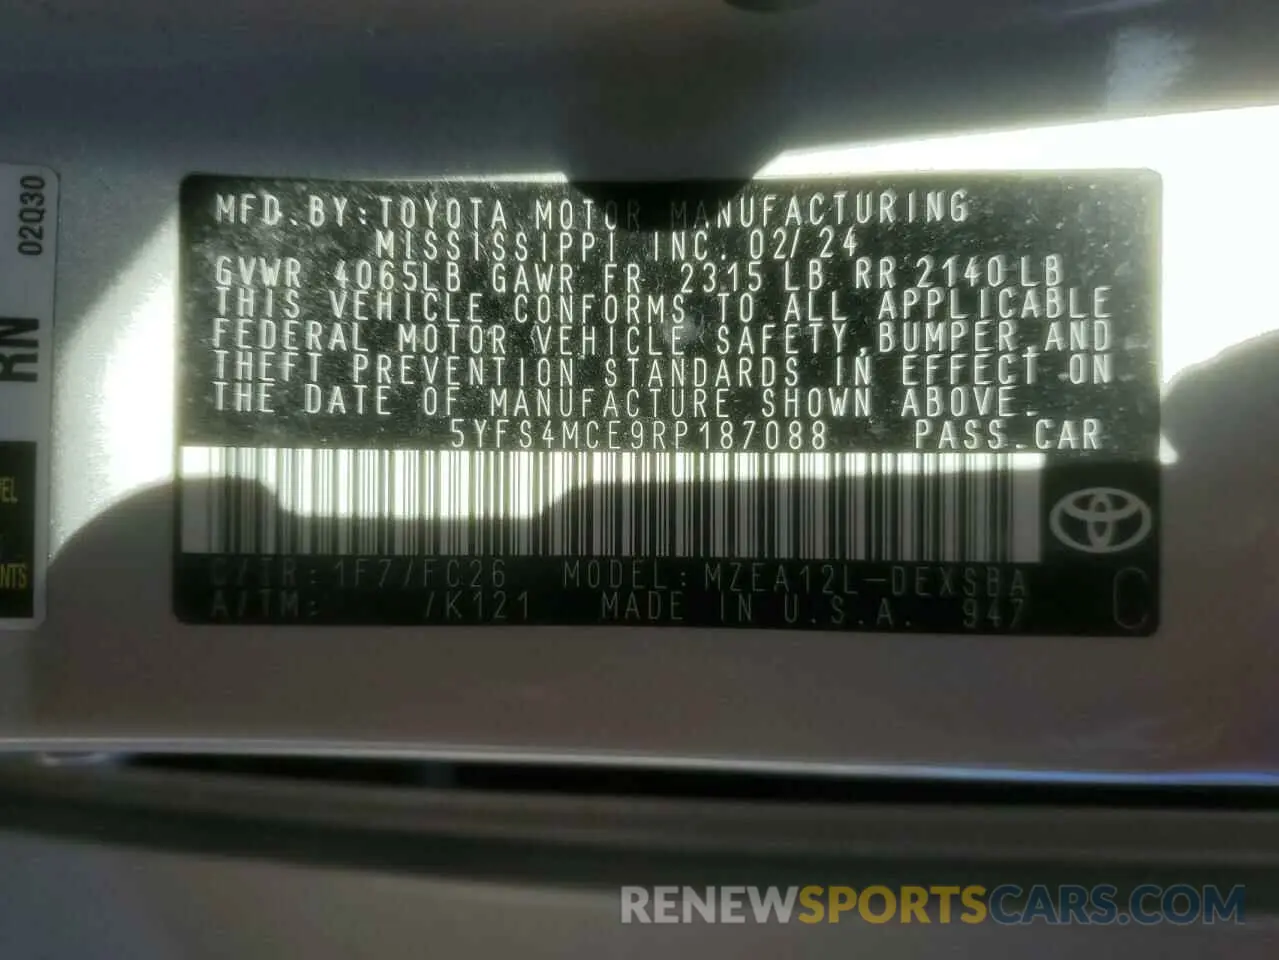 MFD. BY: TOYOTA MOTOR MANUFACTURING
MISSISSIPPI INC. 02/24
GVWR 4065LB GAWR FR 2315 LB RR 2140 LB
THIS VEHICLE CONFORMS TO ALL APPLICABLE
FEDERAL MOTOR VEHICLE SAFETY, BUMPER, AND
THEFT PREVENTION STANDARDS IN EFFECT ON
THE DATE OF MANUFACTURE SHOWN ABOVE.
5YFS4MCE9RP187088 PASS. CAR
C/TR: 1F7/FC26 MODEL: MZEA12L-DEXSBA
A/TM: /K121 MADE IN U.S.A. 947
C
02Q30
RN
NTS
RENEWSPORTSCARS.COM